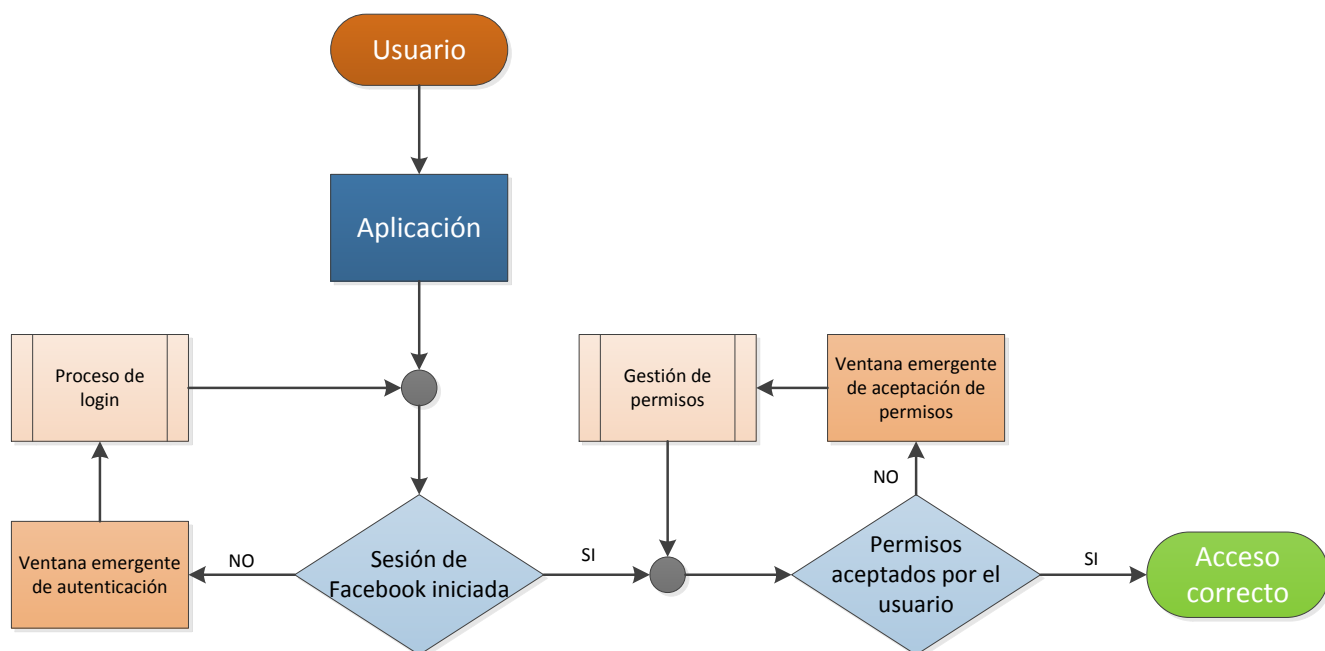 Usuario
Aplicación
Proceso de
login
Gestión de
permisos
Ventana emergente
de aceptación de
permisos
NO
Ventana emergente
de autenticación
NO
Sesión de
Facebook iniciada
SI
Permisos
aceptados por el
usuario
SI
Acceso
correcto